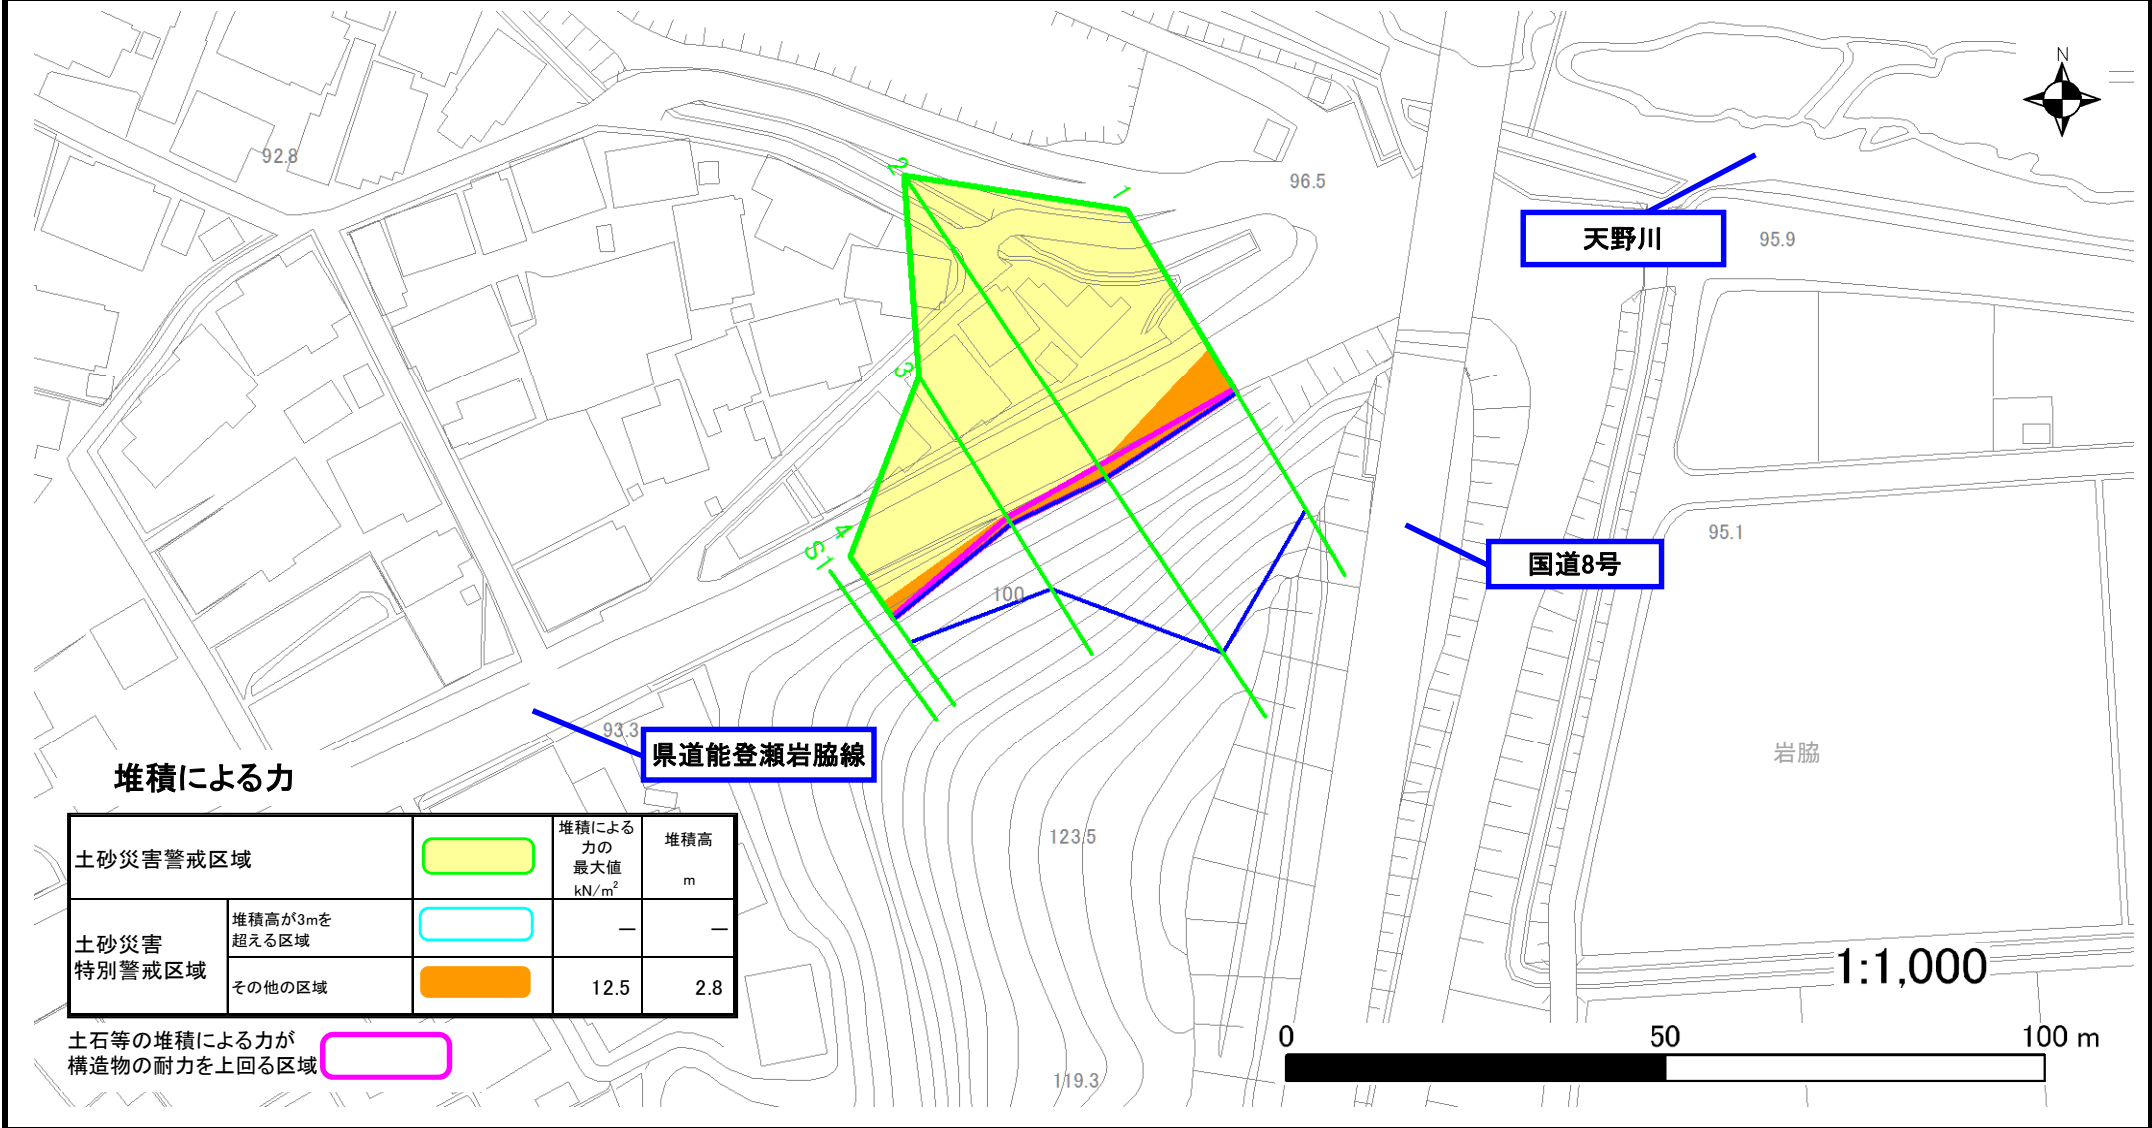 N
92.8
2
1
96.5
天野川
95.9
3
4
S1
100
国道8号
95.1
93.3
県道能登瀬岩脇線
岩脇
123.5
119.3
堆積による力
土砂災害警戒区域
堆積による
力の
最大値
kN/m²
堆積高
m
土砂災害
特別警戒区域
堆積高が3mを
超える区域
― ―
その他の区域
12.5 2.8
土石等の堆積による力が
構造物の耐力を上回る区域
1:1,000
0 50 100 m